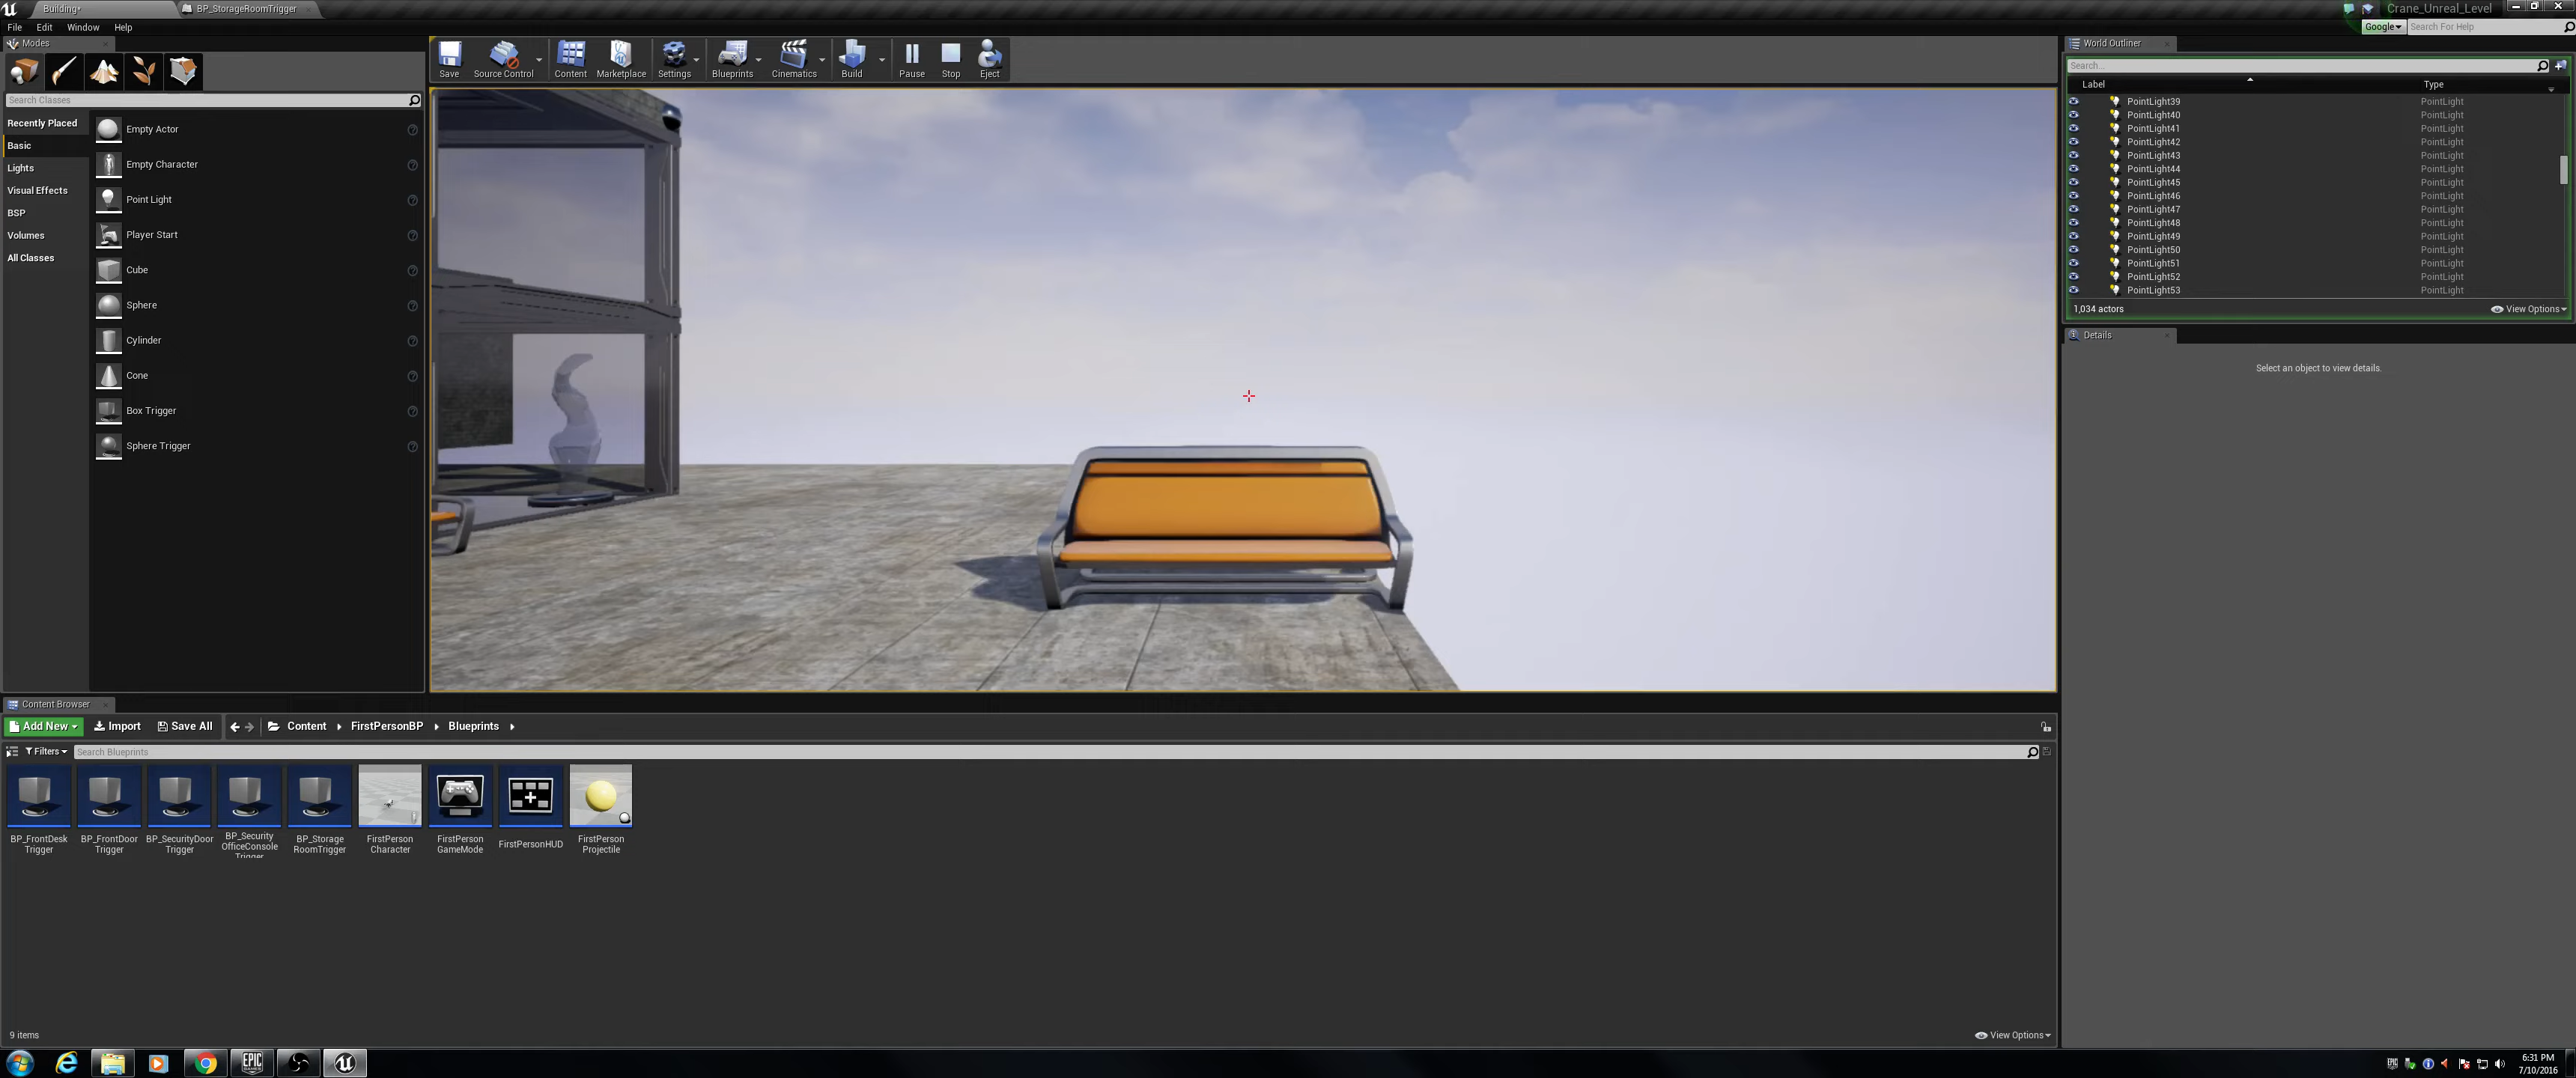 Building*
BP_StorageRoomTrigger
Crane_Unreal_Level
File Edit Window Help
Google
Search For Help
Modes
Save
Source Control
Content
Marketplace
Settings
Blueprints
Cinematics
Build
Pause
Stop
Eject
Search Classes
Recently Placed
Basic
Lights
Visual Effects
BSP
Volumes
All Classes
Empty Actor
Empty Character
Point Light
Player Start
Cube
Sphere
Cylinder
Cone
Box Trigger
Sphere Trigger
World Outliner
Search...
Label Type
PointLight39 PointLight
PointLight40 PointLight
PointLight41 PointLight
PointLight42 PointLight
PointLight43 PointLight
PointLight44 PointLight
PointLight45 PointLight
PointLight46 PointLight
PointLight47 PointLight
PointLight48 PointLight
PointLight49 PointLight
PointLight50 PointLight
PointLight51 PointLight
PointLight52 PointLight
PointLight53 PointLight
1,034 actors
View Options
Details
Select an object to view details.
Content Browser
Add New Import Save All Content FirstPersonBP Blueprints
Filters
Search Blueprints
BP_FrontDesk
Trigger
BP_FrontDoor
Trigger
BP_SecurityDoor
Trigger
BP_Security
OfficeConsole
Trigger
BP_Storage
RoomTrigger
FirstPerson
Character
FirstPerson
GameMode
FirstPersonHUD
FirstPerson
Projectile
9 items
View Options
EPIC
GAMES
6:31 PM
7/10/2016